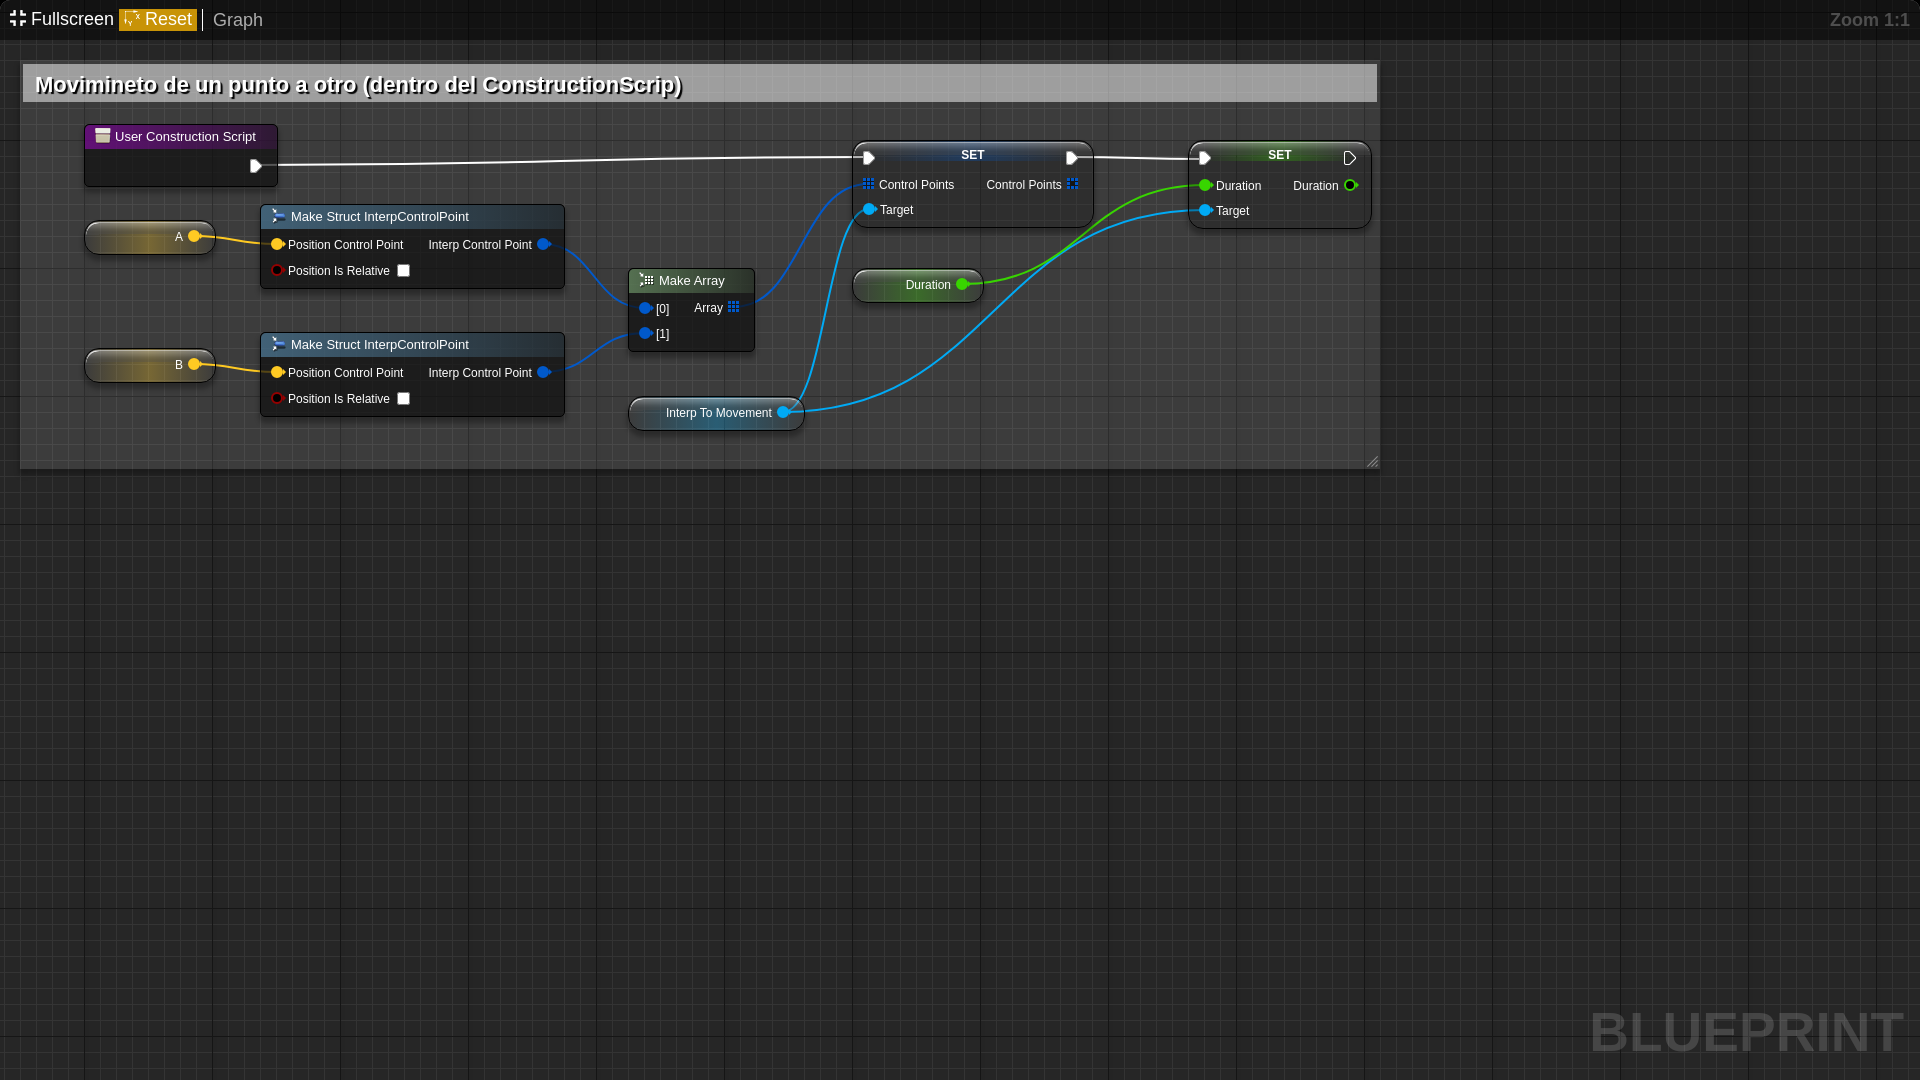 Fullscreen Reset Graph Zoom 1:1
Movimineto de un punto a otro (dentro del ConstructionScrip)
User Construction Script
A
Make Struct InterpControlPoint
Position Control Point Interp Control Point
Position Is Relative
B
Make Struct InterpControlPoint
Position Control Point Interp Control Point
Position Is Relative
Make Array
[0] Array
[1]
Interp To Movement
SET
Control Points Control Points
Target
Duration
SET
Duration Duration
Target
BLUEPRINT